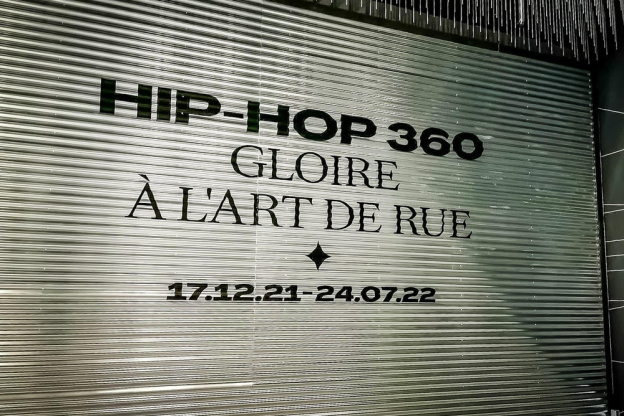 HIP-HOP 360
GLOIRE
À L'ART DE RUE
17.12.21-24.07.22